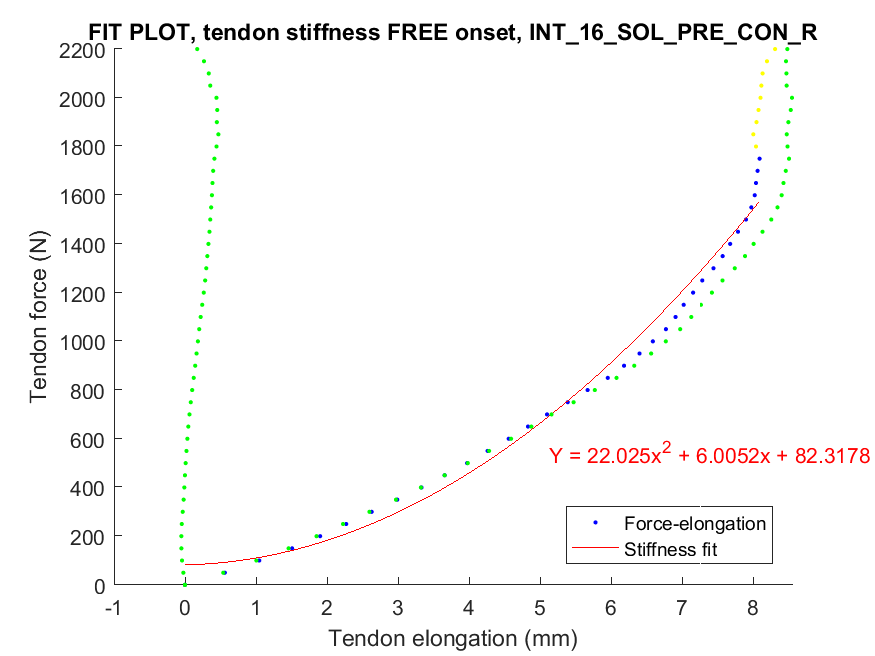 FIT PLOT, tendon stiffness FREE onset, INT_16_SOL_PRE_CON_R
2200
2000
1800
1600
1400
1200
1000
800
600
400
200
0
Tendon force (N)
Y = 22.025x² + 6.0052x + 82.3178
Force-elongation
Stiffness fit
-1 0 1 2 3 4 5 6 7 8
Tendon elongation (mm)